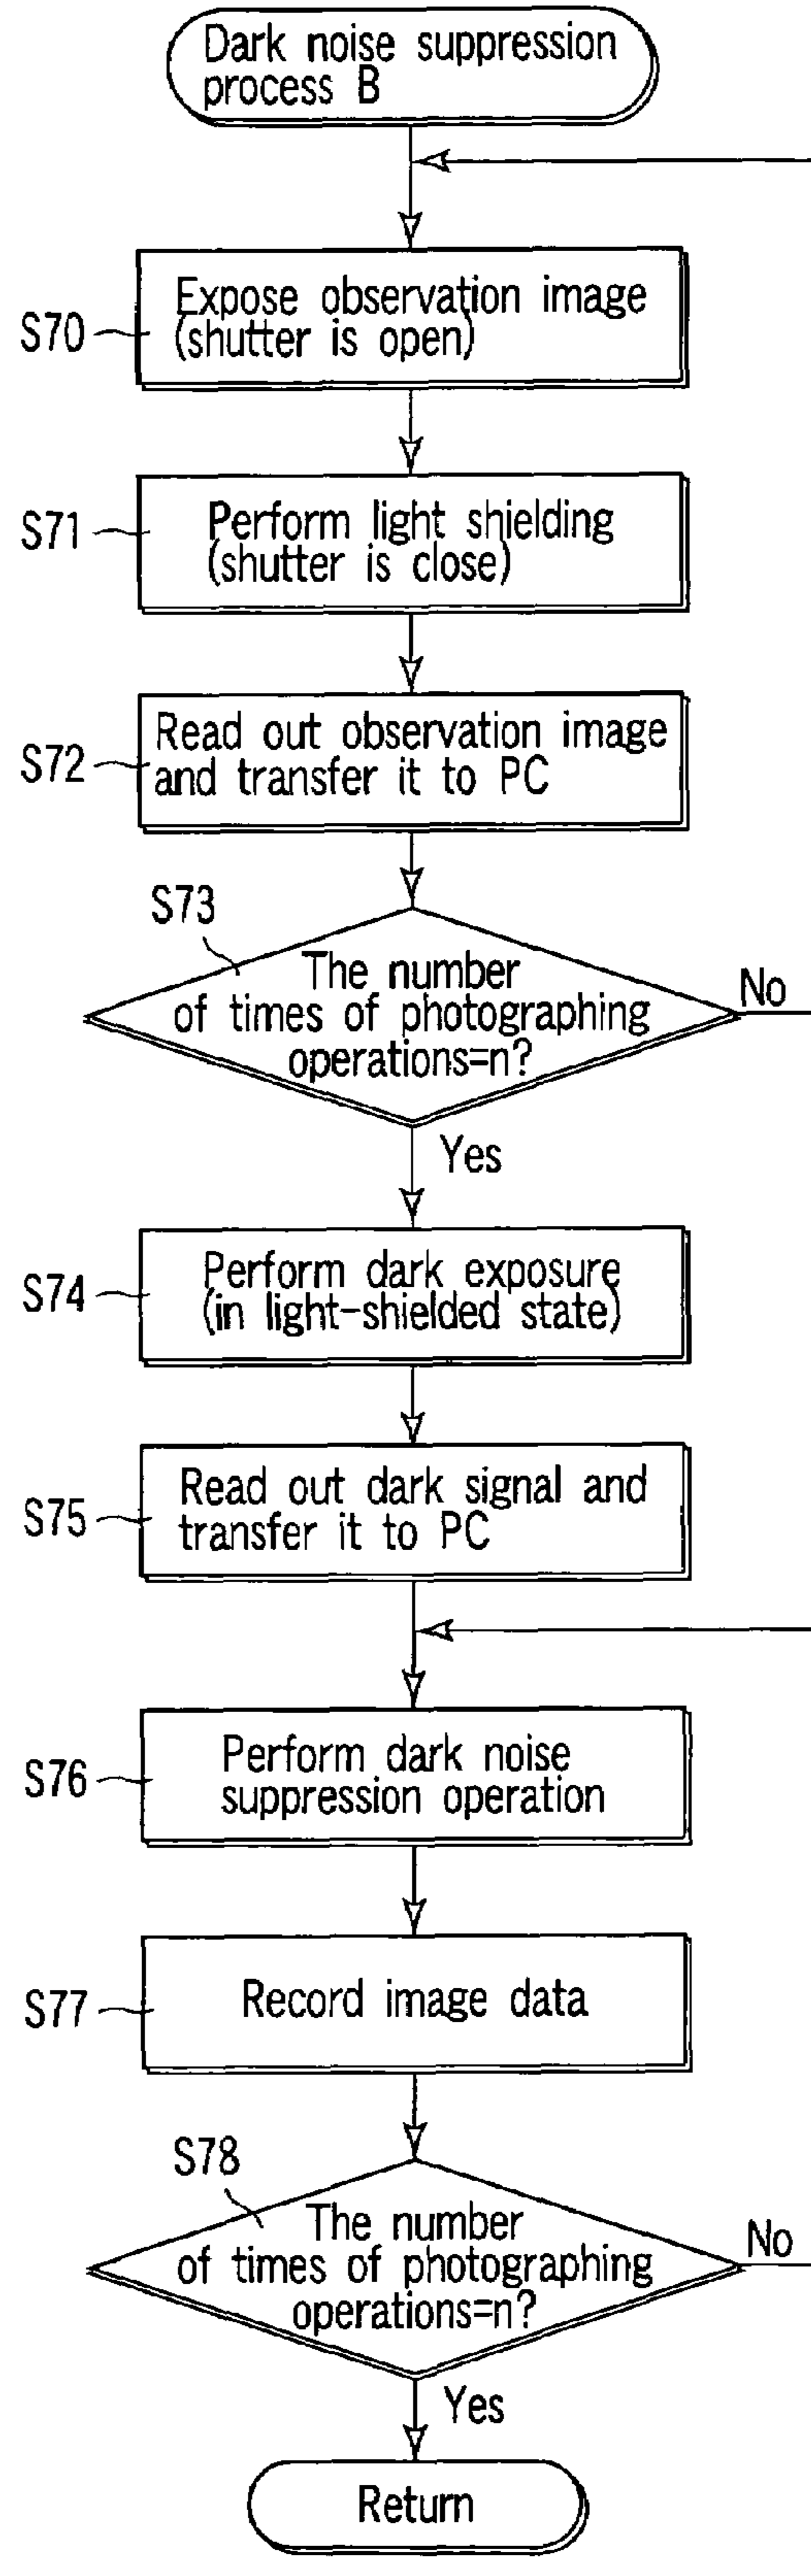 Dark noise suppression
process B
S70
Expose observation image
(shutter is open)
S71
Perform light shielding
(shutter is close)
S72
Read out observation image
and transfer it to PC
S73
The number
of times of photographing
operations=n?
No
Yes
S74
Perform dark exposure
(in light-shielded state)
S75
Read out dark signal and
transfer it to PC
S76
Perform dark noise
suppression operation
S77
Record image data
S78
The number
of times of photographing
operations=n?
No
Yes
Return